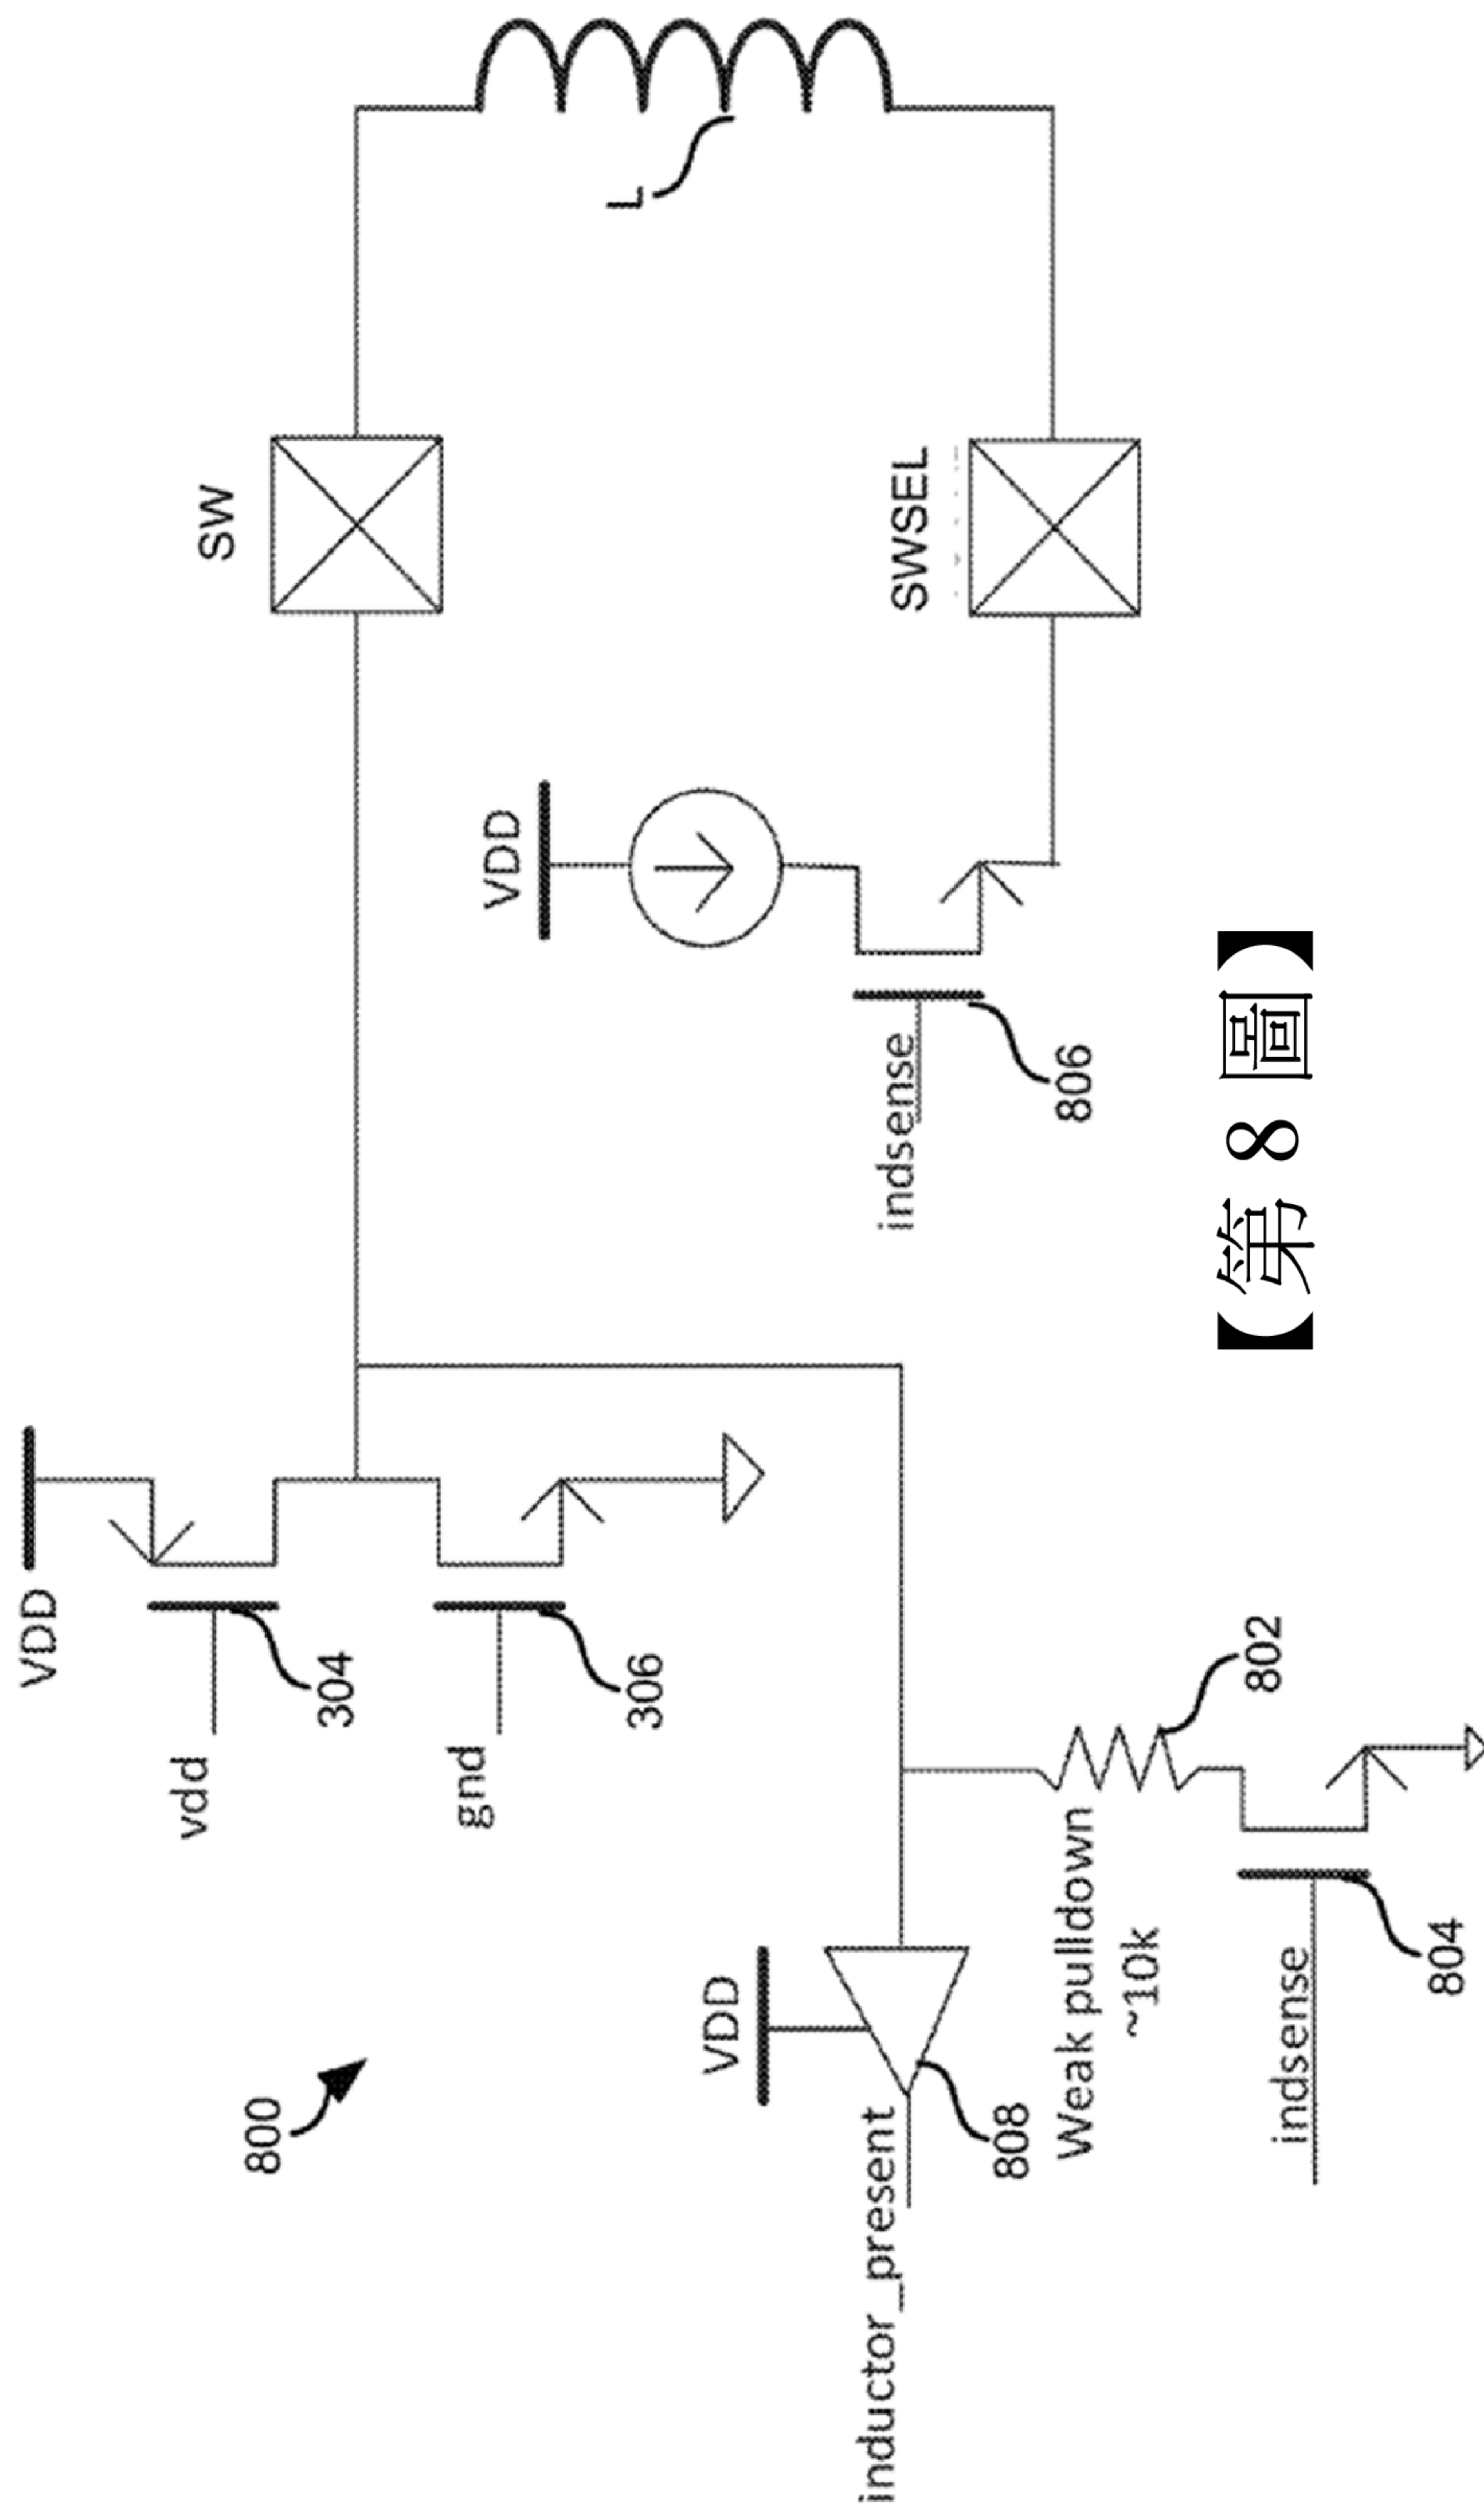 800
VDD
vdd
304
gnd
306
SW
L
VDD
SWSEL
indsense
806
VDD
inductor_present
808
Weak pulldown
~10k
802
indsense
804
【第 8 圖】